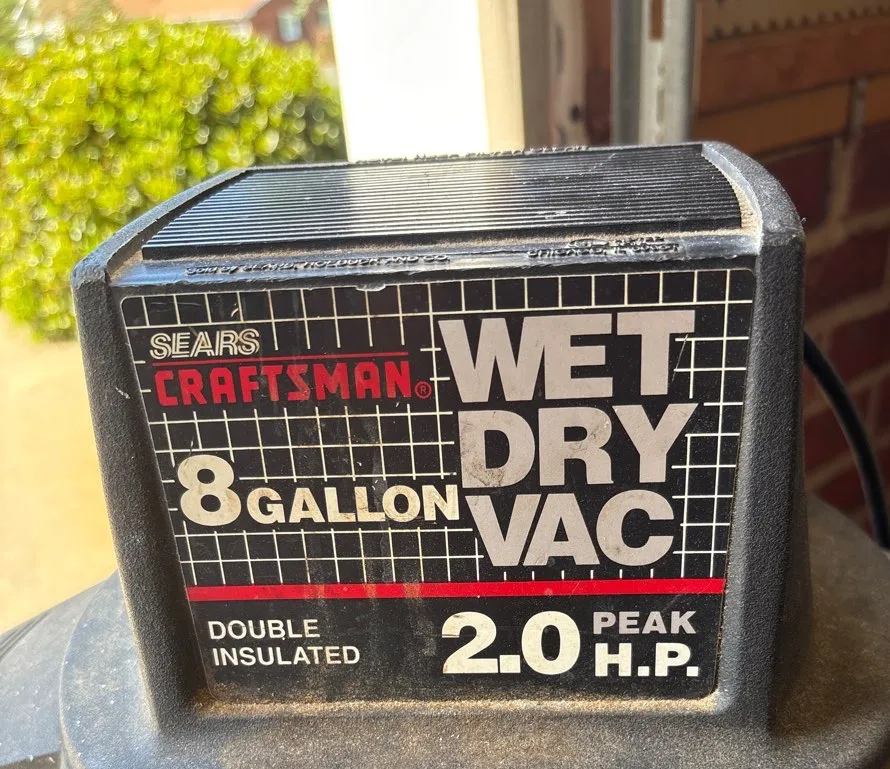 SEARS
CRAFTSMAN®
WET
DRY
VAC
8 GALLON
DOUBLE
INSULATED
2.0 PEAK
H.P.